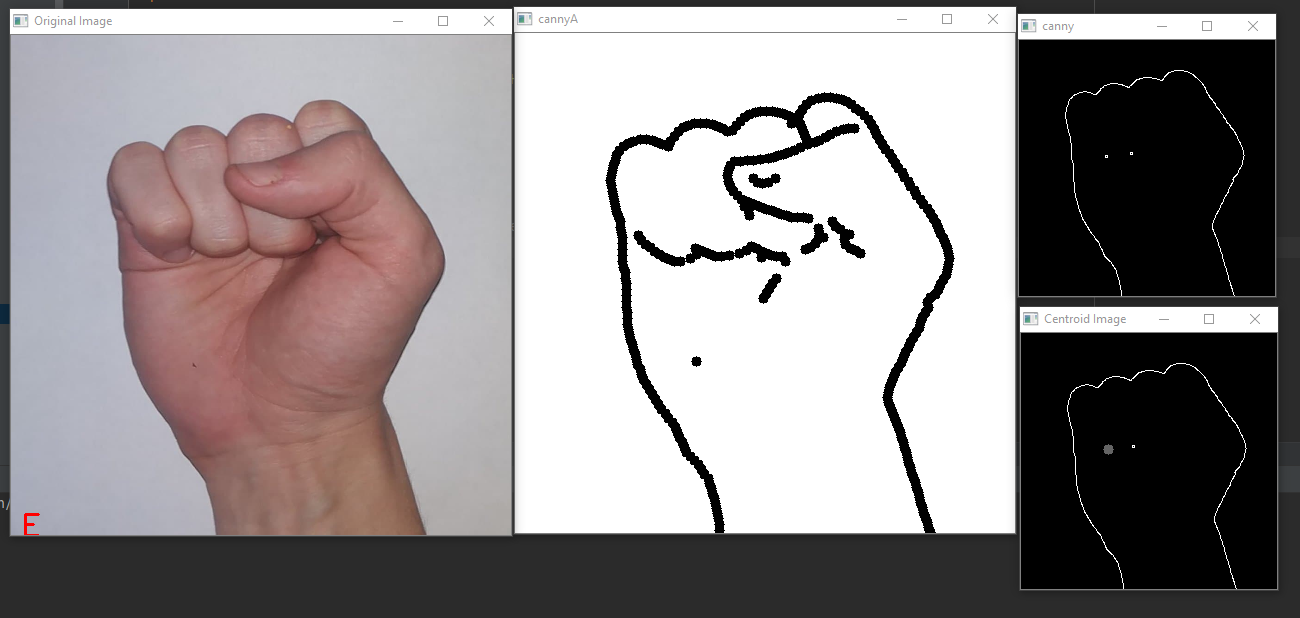 Original Image
cannyA
canny
Centroid Image
E
n/